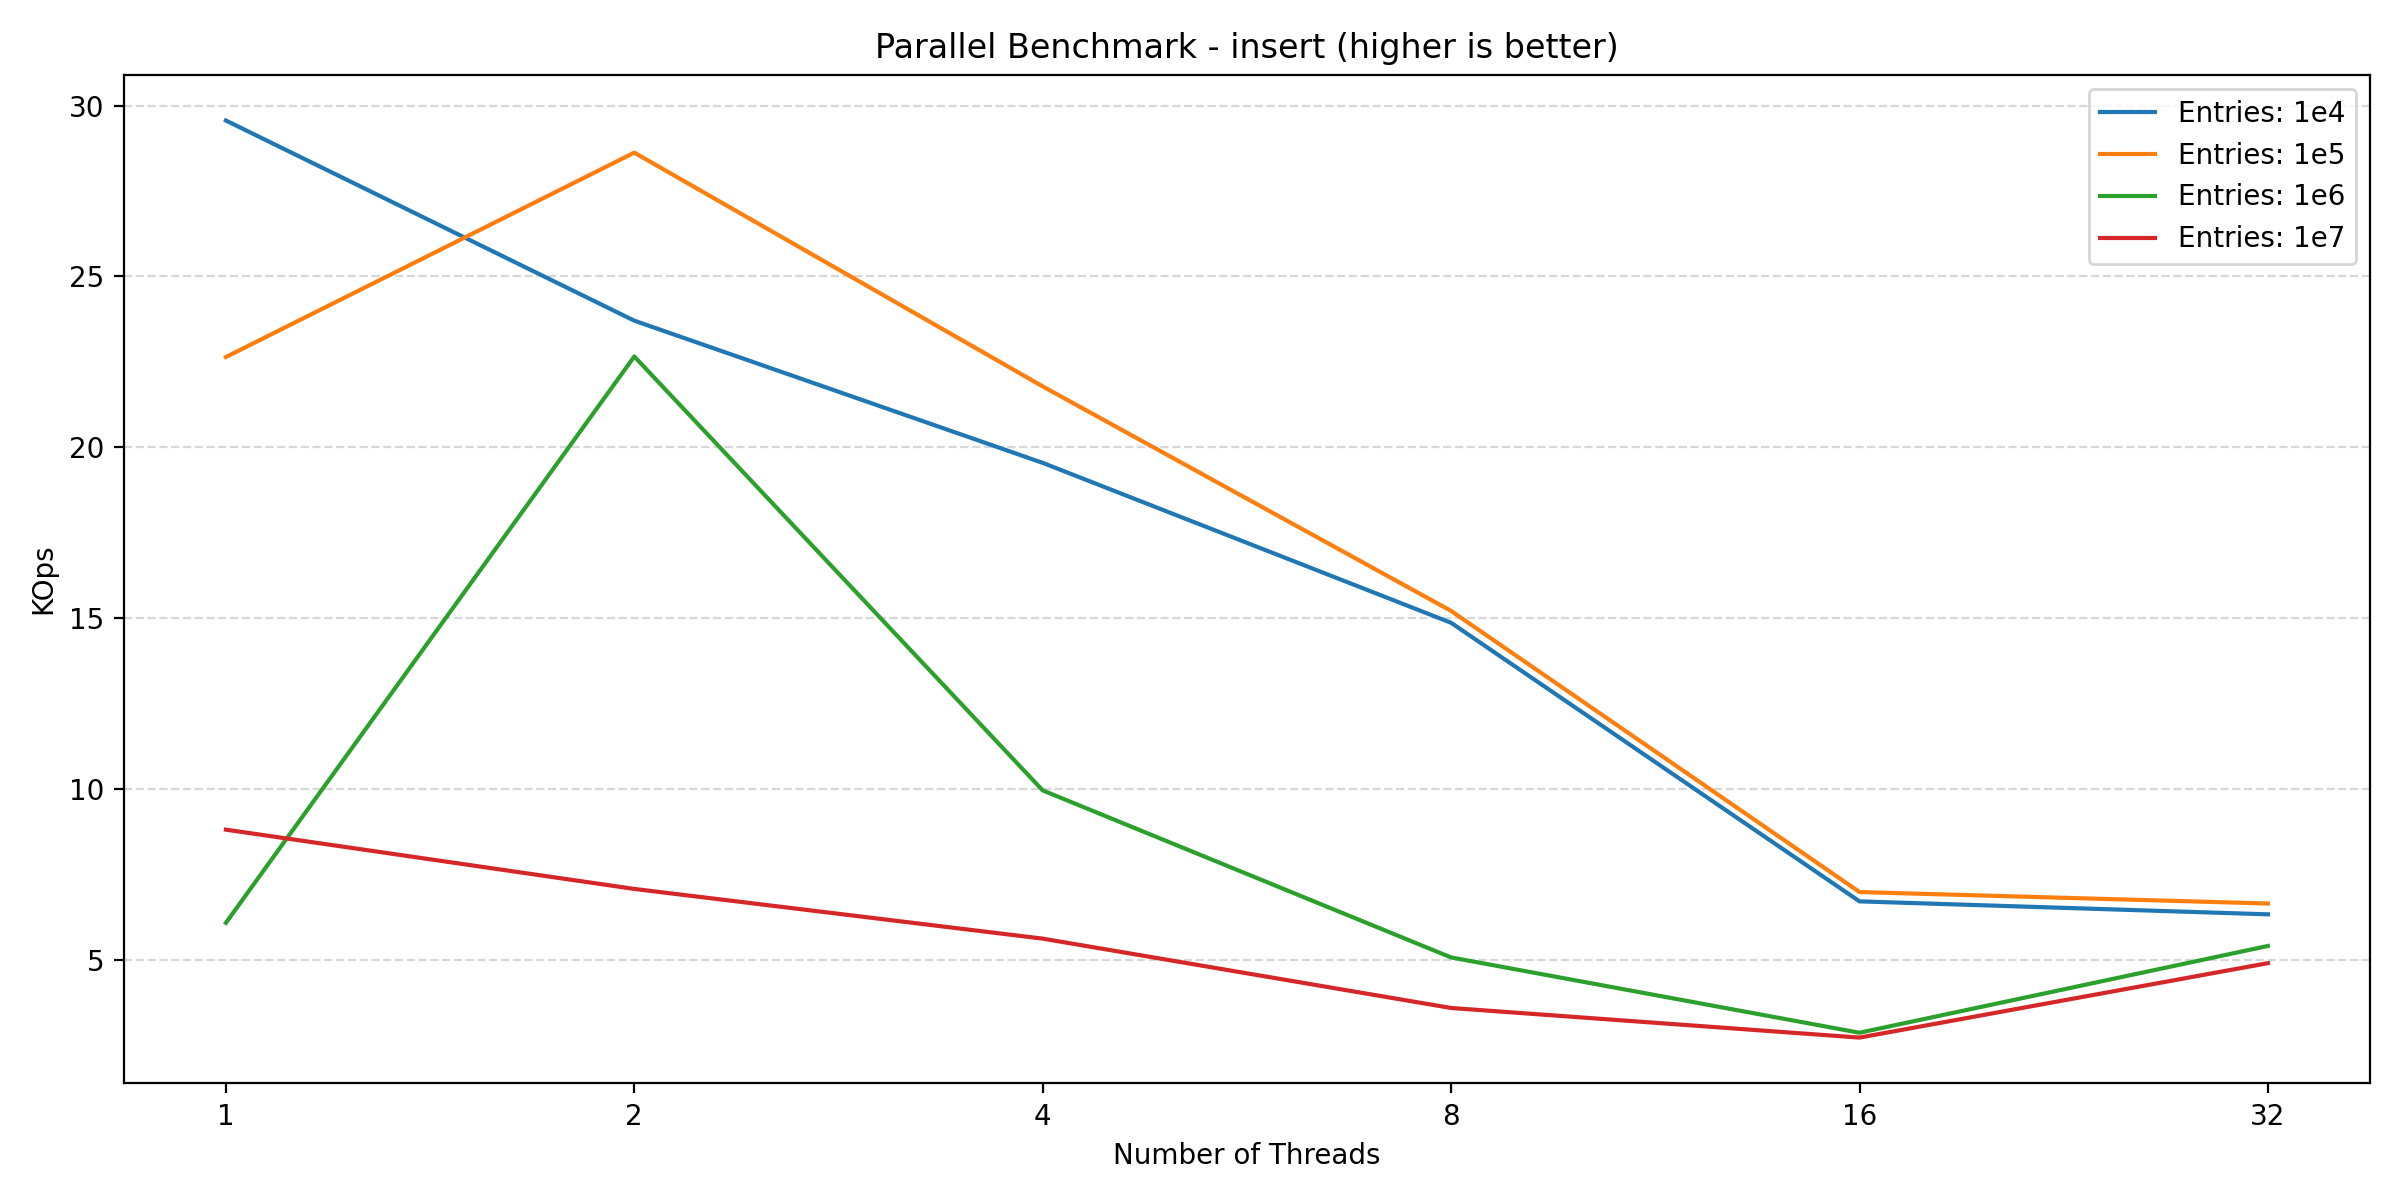 Parallel Benchmark - insert (higher is better)
30
25
20
15
10
5
KOps
Entries: 1e4
Entries: 1e5
Entries: 1e6
Entries: 1e7
1 2 4 8 16 32
Number of Threads